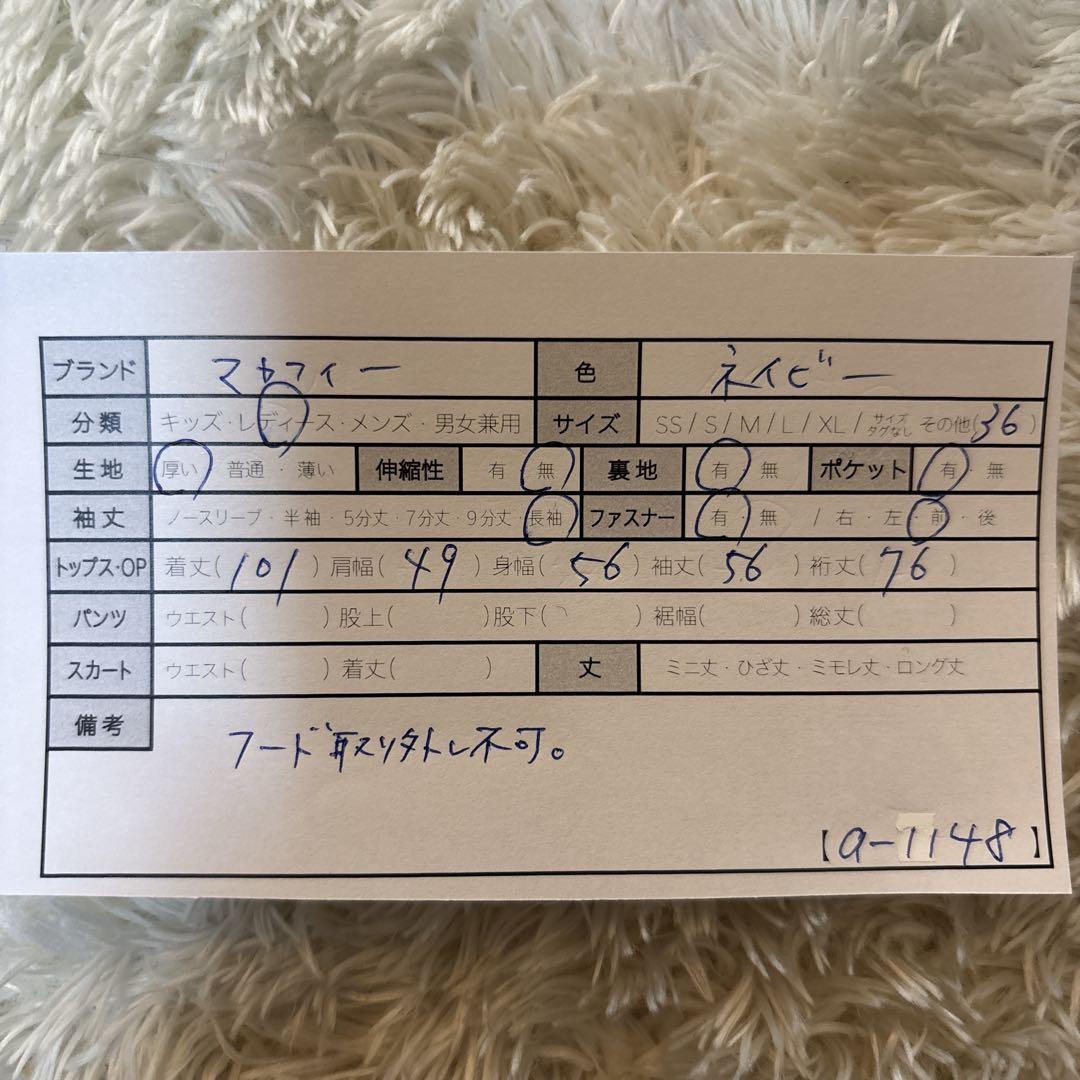 ブランド マカフィー 色 ネイビー
分類 キッズ・レディース・メンズ・男女兼用 サイズ SS / S / M / L / XL / サイズタグなし その他(36)
生地 厚い・普通・薄い 伸縮性 有・無 裏地 有・無 ポケット 有・無
袖丈 ノースリーブ・半袖・5分丈・7分丈・9分丈・長袖 ファスナー 有・無 / 右・左・前・後
トップス・OP 着丈(101)肩幅(49)身幅(56)袖丈(56)裄丈(76)
パンツ ウエスト( )股上( )股下( )裾幅( )総丈( )
スカート ウエスト( )着丈( ) 丈 ミニ丈・ひざ丈・ミモレ丈・ロング丈
備考
フード取り外し不可。
【a-1148】